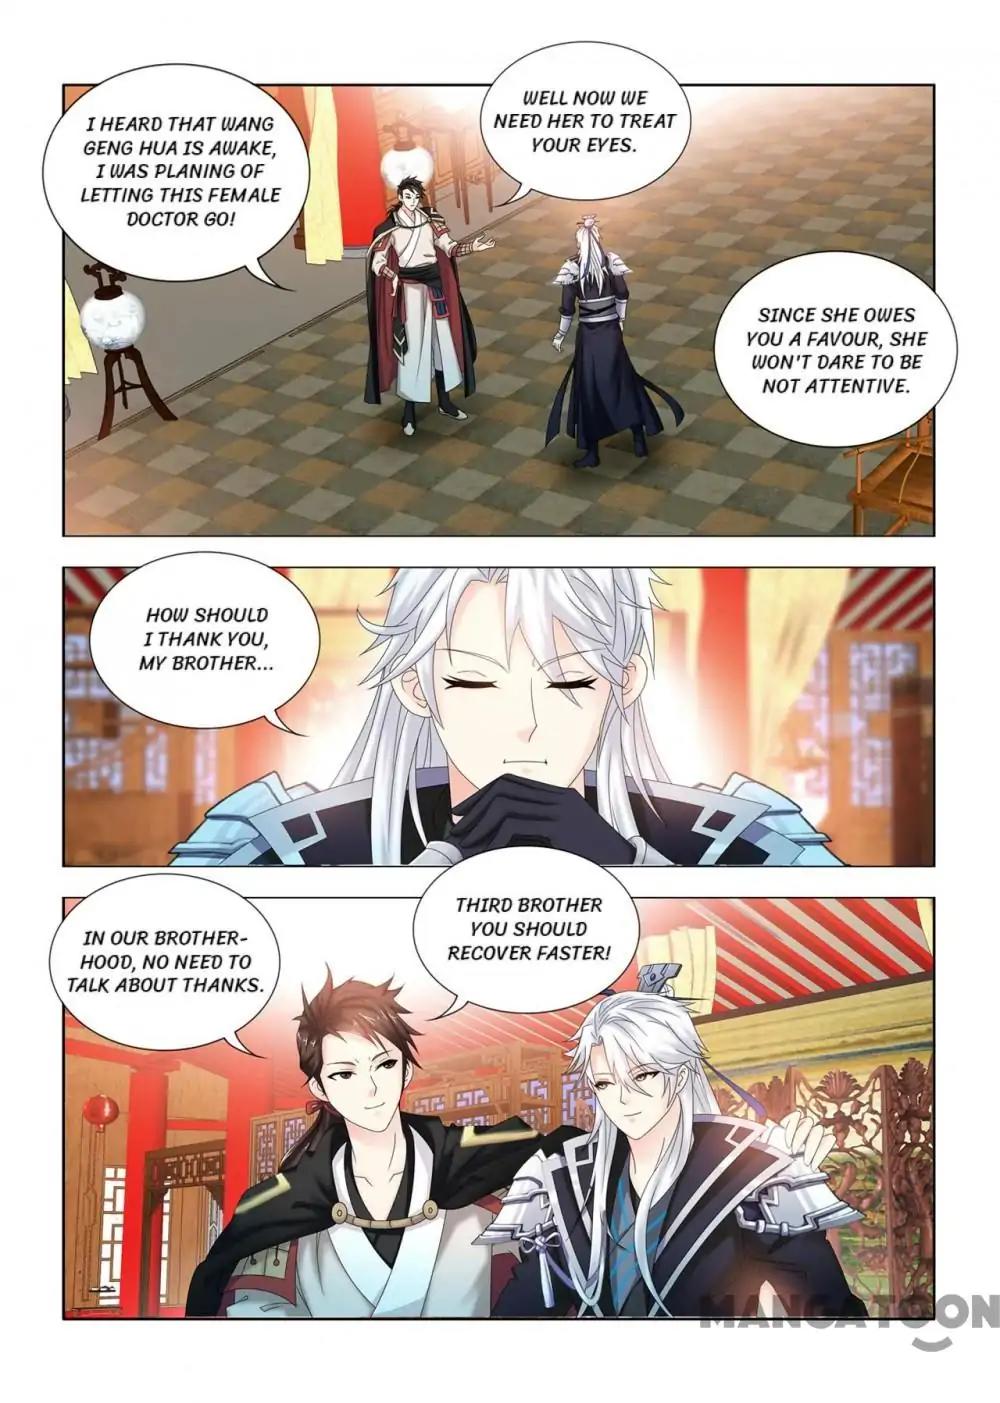 I HEARD THAT WANG
GENG HUA IS AWAKE,
I WAS PLANING OF
LETTING THIS FEMALE
DOCTOR GO!
WELL NOW WE
NEED HER TO TREAT
YOUR EYES.
SINCE SHE OWES
YOU A FAVOUR, SHE
WON'T DARE TO BE
NOT ATTENTIVE.
HOW SHOULD
I THANK YOU,
MY BROTHER...
IN OUR BROTHER-
HOOD, NO NEED TO
TALK ABOUT THANKS.
THIRD BROTHER
YOU SHOULD
RECOVER FASTER!
MANGATOON